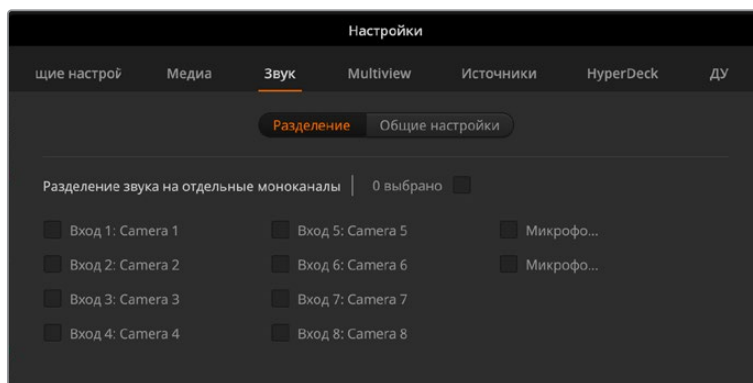 Настройки
щие настрой Медиа Звук Multiview Источники HyperDeck ДУ
Разделение Общие настройки
Разделение звука на отдельные моноканалы 0 выбрано
Вход 1: Camera 1 Вход 5: Camera 5 Микрофо...
Вход 2: Camera 2 Вход 6: Camera 6 Микрофо...
Вход 3: Camera 3 Вход 7: Camera 7
Вход 4: Camera 4 Вход 8: Camera 8